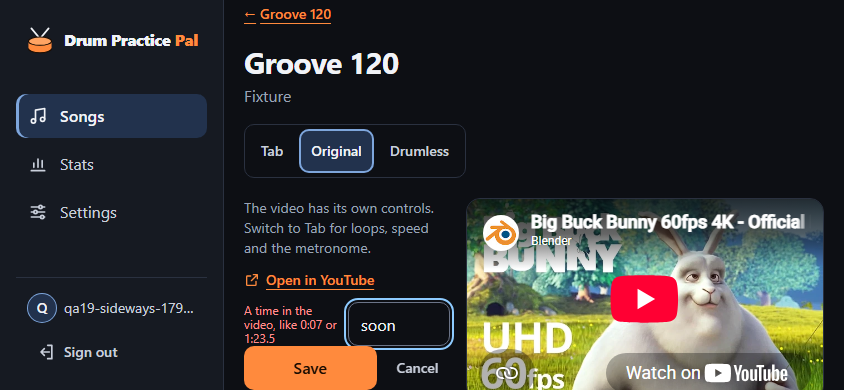 ← Groove 120
Drum Practice Pal
Groove 120
Fixture
Songs
Stats
Settings
Tab
Original
Drumless
The video has its own controls.
Switch to Tab for loops, speed
and the metronome.
Open in YouTube
A time in the
video, like 0:07 or
1:23.5
soon
Save
Cancel
Big Buck Bunny 60fps 4K - Official
Blender
BUNNY
UHD
60fps
Watch on YouTube
Q
qa19-sideways-179...
Sign out